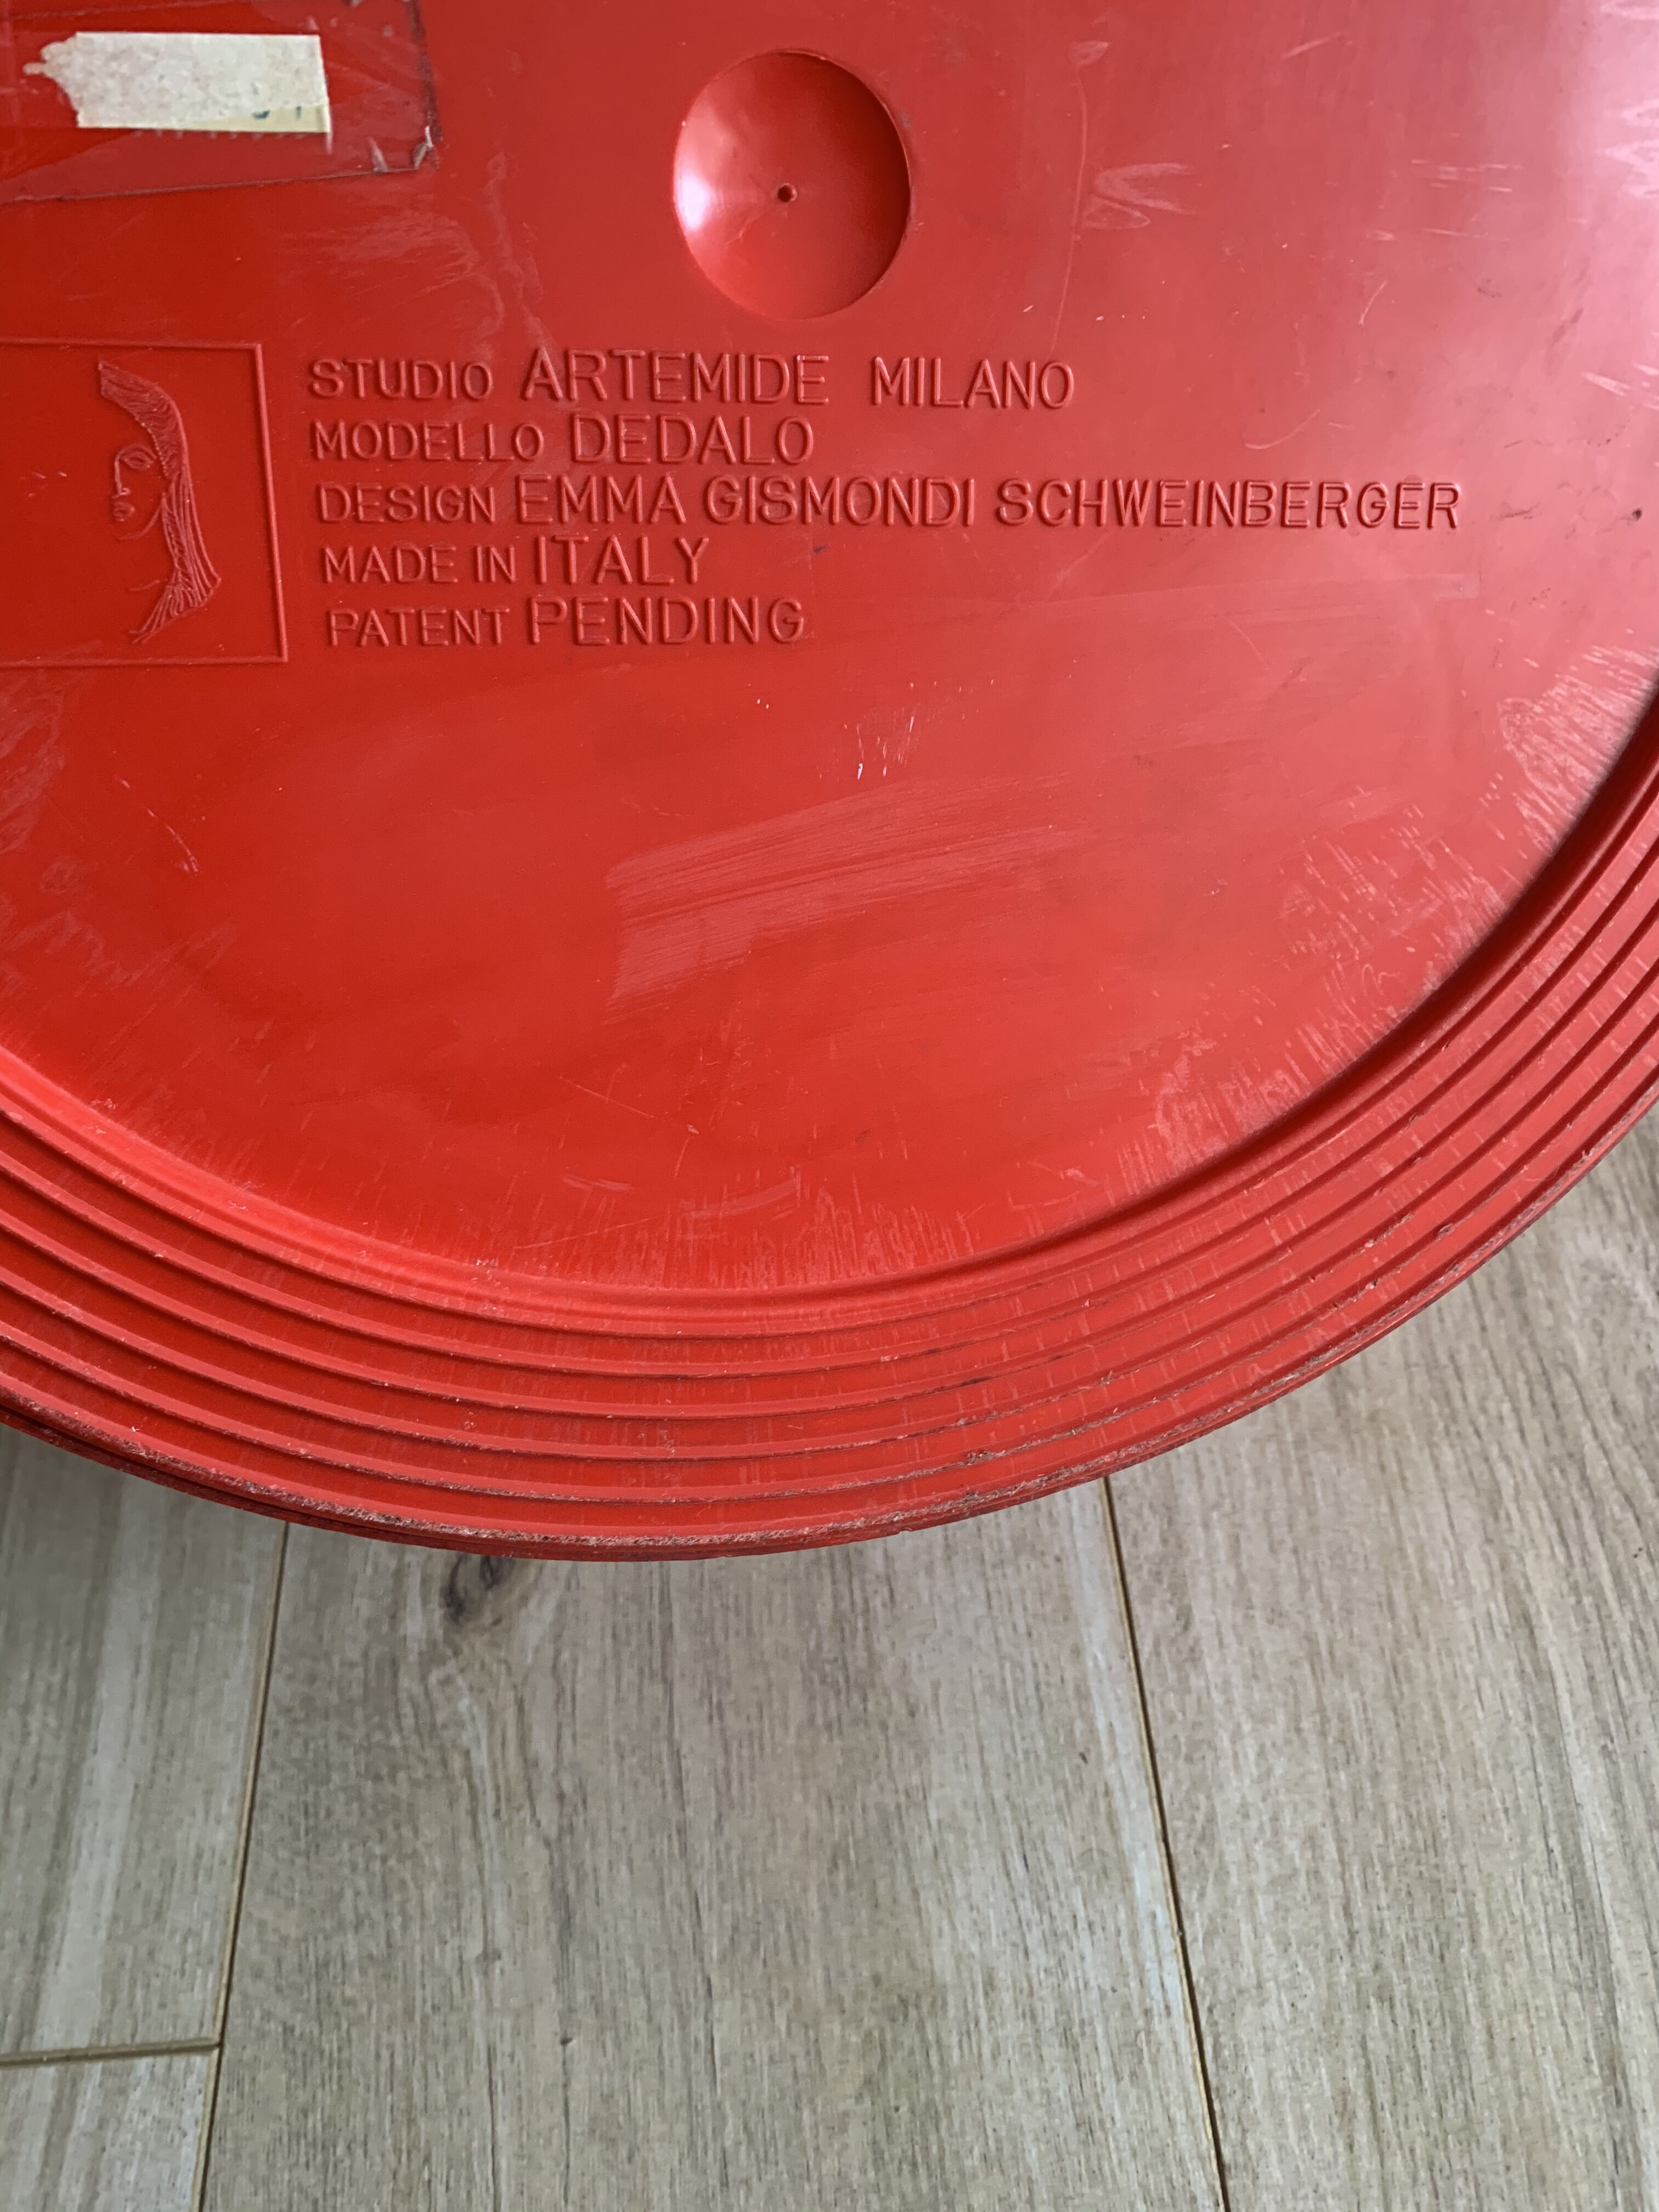 STUDIO ARTEMIDE MILANO
MODELLO DEDALO
DESIGN EMMA GISMONDI SCHWEINBERGER
MADE IN ITALY
PATENT PENDING